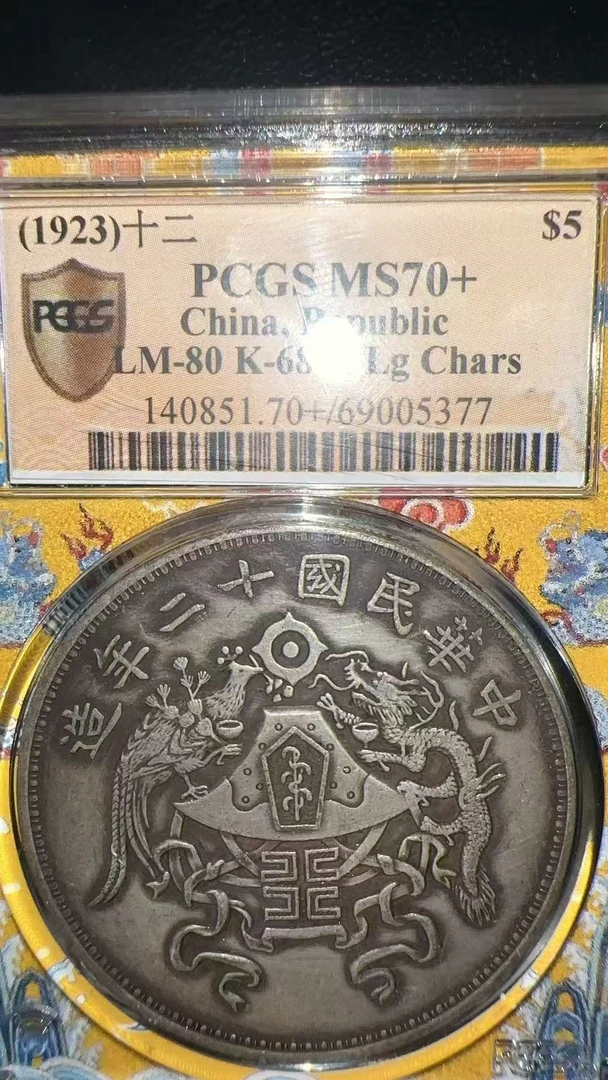 (1923)十二 $5
PCGS MS70+
PCGS
China, Republic
LM-80 K-68 Lg Chars
140851.70+/69005377
中華民國十二年造